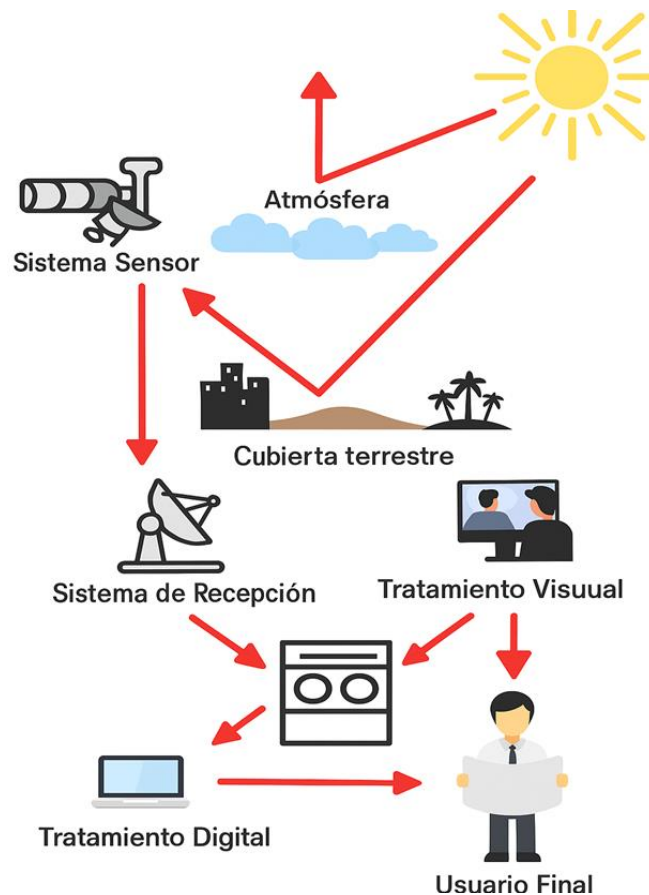 Atmósfera
Sistema Sensor
Cubierta terrestre
Sistema de Recepción
Tratamiento Visuual
Tratamiento Digital
Usuario Final